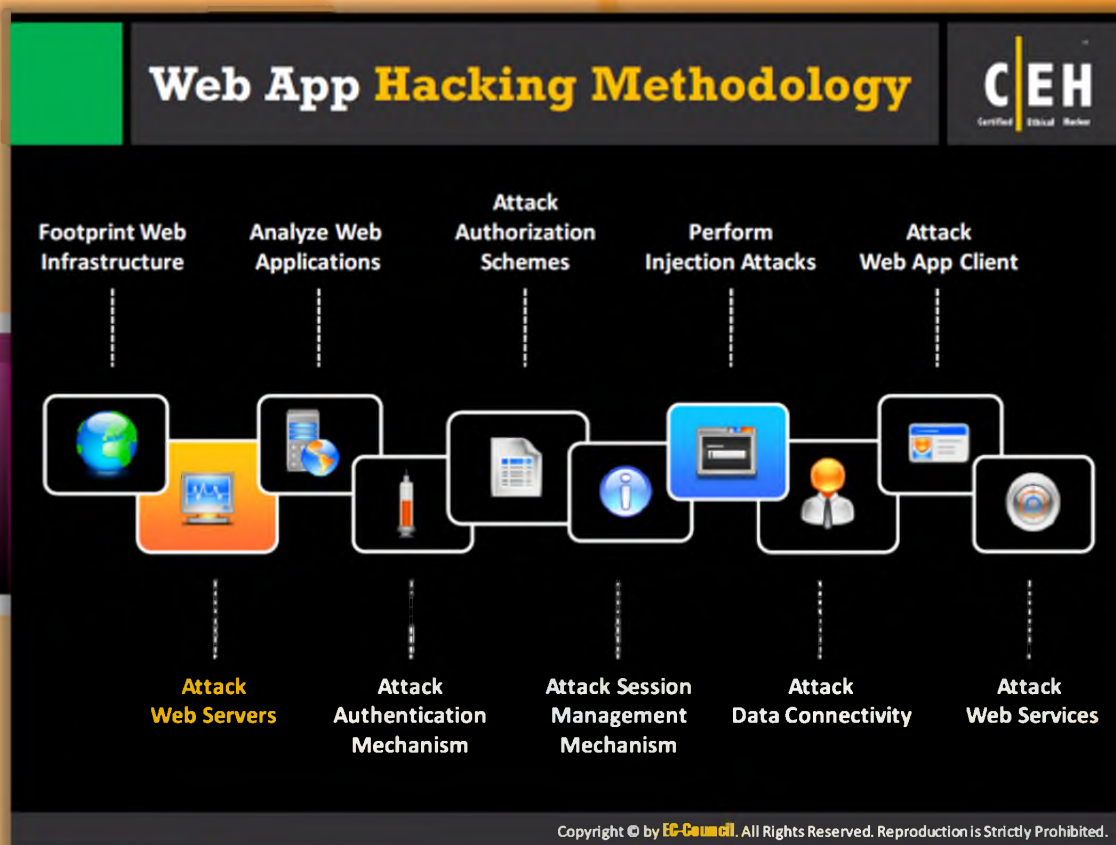 Web App Hacking Methodology
C|EH
Certified Ethical Hacker
Footprint Web
Infrastructure
Analyze Web
Applications
Attack
Authorization
Schemes
Perform
Injection Attacks
Attack
Web App Client
Attack
Web Servers
Attack
Authentication
Mechanism
Attack Session
Management
Mechanism
Attack
Data Connectivity
Attack
Web Services
Copyright © by EC-Council. All Rights Reserved. Reproduction is Strictly Prohibited.